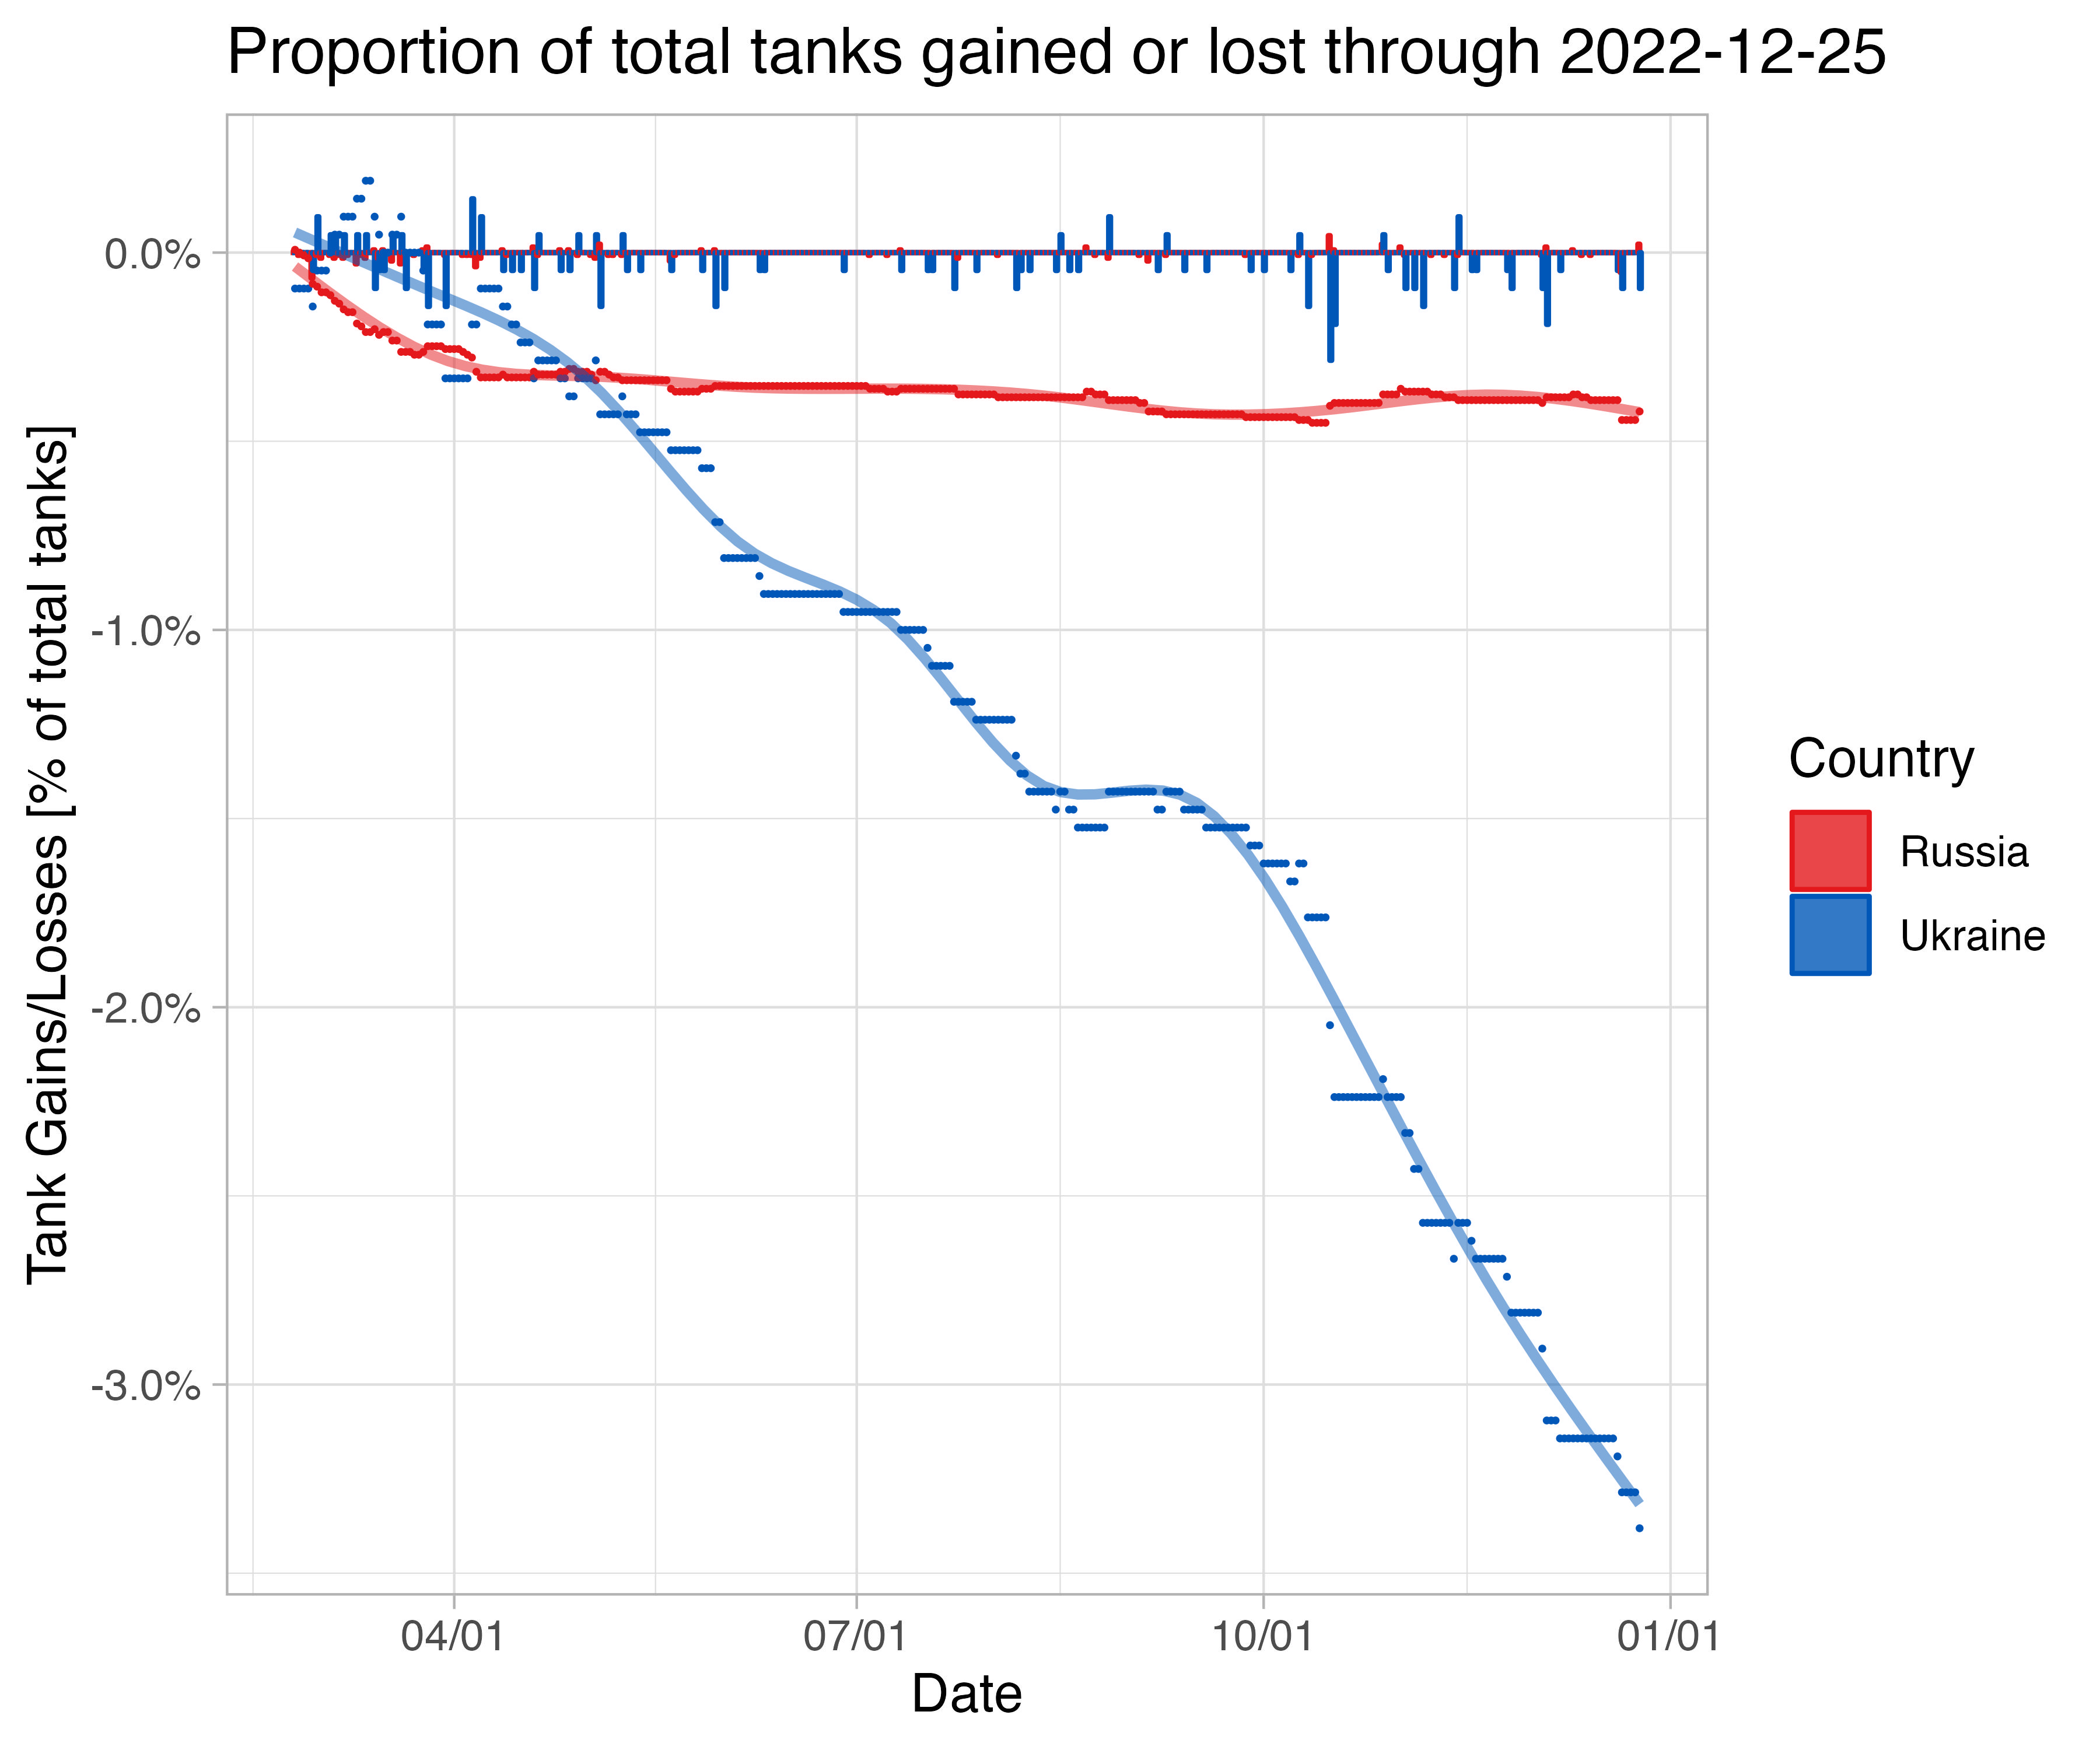 Proportion of total tanks gained or lost through 2022-12-25
Tank Gains/Losses [% of total tanks]
0.0%
-1.0%
-2.0%
-3.0%
04/01
07/01
10/01
01/01
Date
Country
Russia
Ukraine